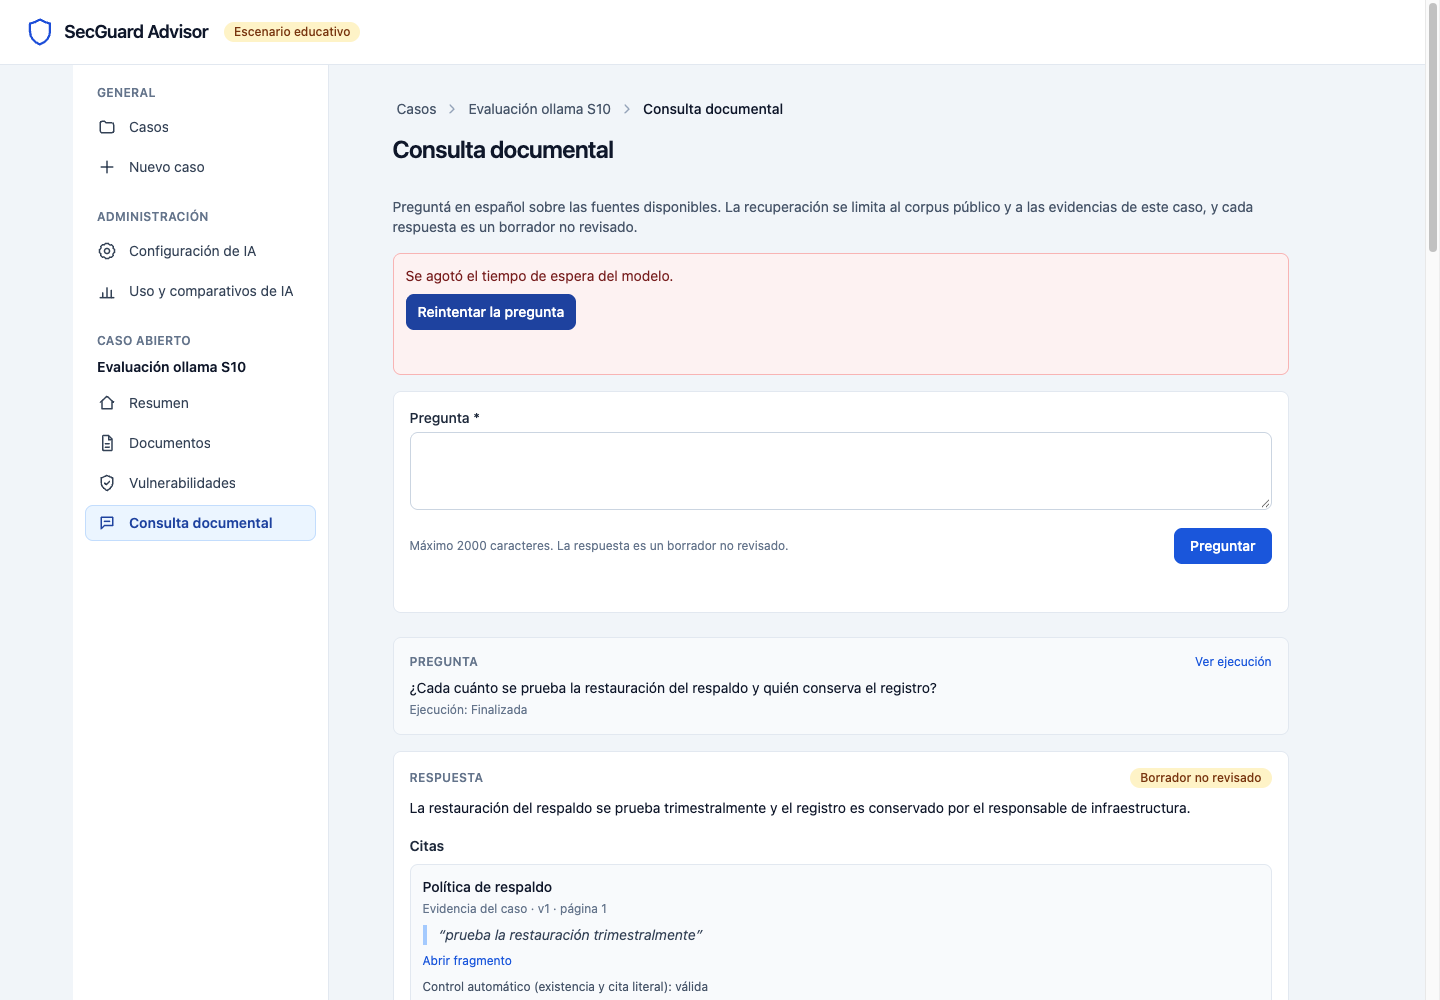 SecGuard Advisor
Escenario educativo
GENERAL
Casos
Nuevo caso
ADMINISTRACIÓN
Configuración de IA
Uso y comparativos de IA
CASO ABIERTO
Evaluación ollama S10
Resumen
Documentos
Vulnerabilidades
Consulta documental
Casos > Evaluación ollama S10 > Consulta documental
Consulta documental
Preguntá en español sobre las fuentes disponibles. La recuperación se limita al corpus público y a las evidencias de este caso, y cada
respuesta es un borrador no revisado.
Se agotó el tiempo de espera del modelo.
Reintentar la pregunta
Pregunta *
Máximo 2000 caracteres. La respuesta es un borrador no revisado.
Preguntar
PREGUNTA
Ver ejecución
¿Cada cuánto se prueba la restauración del respaldo y quién conserva el registro?
Ejecución: Finalizada
RESPUESTA
Borrador no revisado
La restauración del respaldo se prueba trimestralmente y el registro es conservado por el responsable de infraestructura.
Citas
Política de respaldo
Evidencia del caso · v1 · página 1
“prueba la restauración trimestralmente”
Abrir fragmento
Control automático (existencia y cita literal): válida